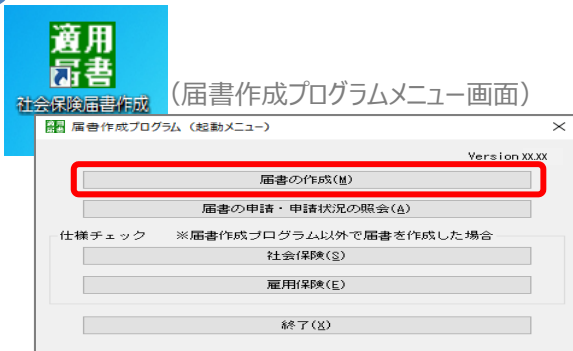 適用
届書
社会保険届書作成
（届書作成プログラムメニュー画面）
届書作成プログラム（起動メニュー）
Version XX.XX
届書の作成(M)
届書の申請・申請状況の照会(A)
仕様チェック　※届書作成プログラム以外で届書を作成した場合
社会保険(S)
雇用保険(E)
終了(X)